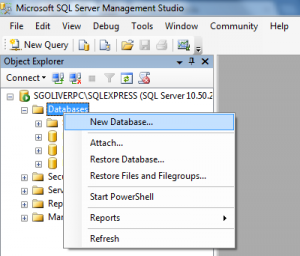 Microsoft SQL Server Management Studio
File Edit View Debug Tools Window Community Help
New Query
Object Explorer
Connect
SGOLIVERPC\SQLEXPRESS (SQL Server 10.50.2
Databases
New Database...
Attach...
Restore Database...
Restore Files and Filegroups...
Secu
Start PowerShell
Serv
Rep
Reports
Man
Refresh